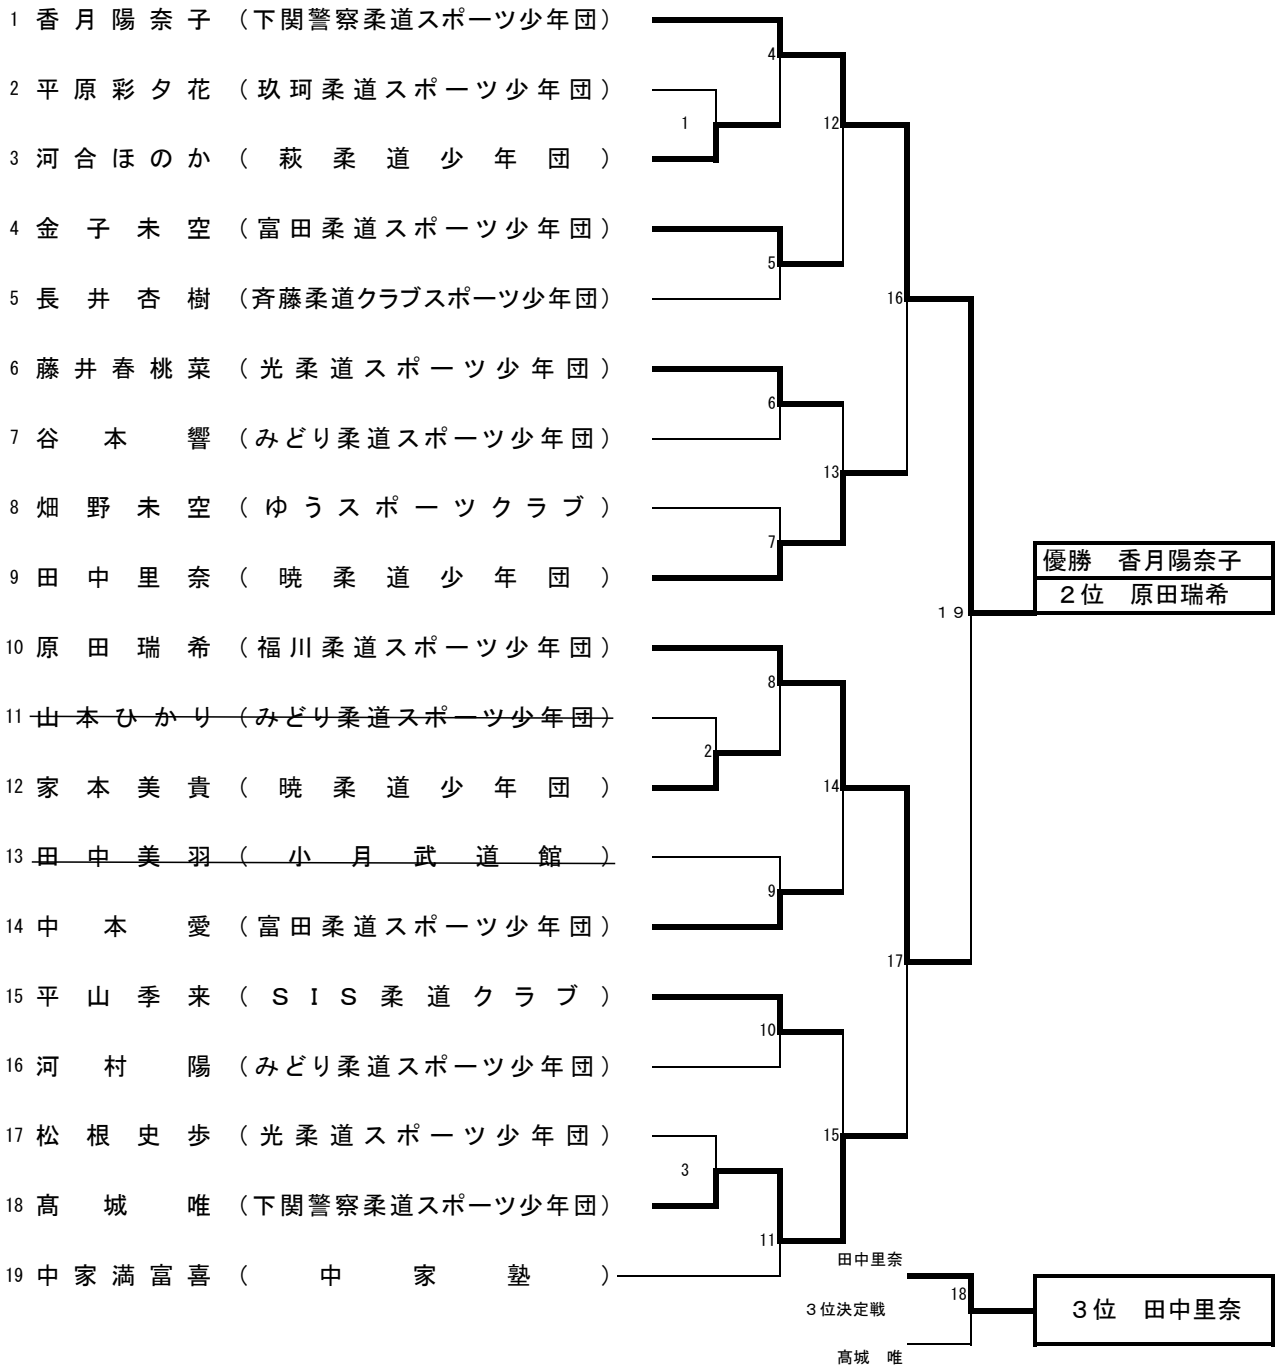 1 香月陽奈子 (下関警察柔道スポーツ少年団)
4
2 平原彩夕花 (玖珂柔道スポーツ少年団)
1
12
3 河合ほのか (萩柔道少年団)
4 金子未空 (富田柔道スポーツ少年団)
5
5 長井杏樹 (斉藤柔道クラブスポーツ少年団)
16
6 藤井春桃菜 (光柔道スポーツ少年団)
6
7 谷本響 (みどり柔道スポーツ少年団)
13
8 畑野未空 (ゆうスポーツクラブ)
7
優勝 香月陽奈子
9 田中里奈 (暁柔道少年団)
2位 原田瑞希
19
10 原田瑞希 (福川柔道スポーツ少年団)
8
11 山本ひかり (みどり柔道スポーツ少年団)
2
12 家本美貴 (暁柔道少年団)
14
13 田中美羽 (小月武道館)
9
14 中本愛 (富田柔道スポーツ少年団)
17
15 平山季来 (SIS柔道クラブ)
10
16 河村陽 (みどり柔道スポーツ少年団)
17 松根史歩 (光柔道スポーツ少年団)
15
3
18 髙城唯 (下関警察柔道スポーツ少年団)
11
田中里奈
19 中家満富喜 (中家塾)
18
3位決定戦
3位 田中里奈
髙城 唯